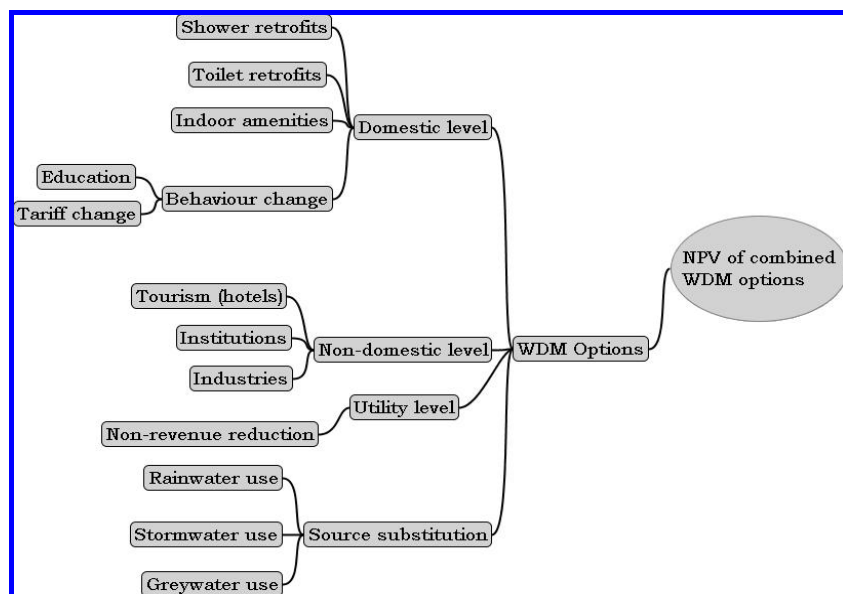 Shower retrofits
Toilet retrofits
Indoor amenities
Domestic level
Education
Behaviour change
Tariff change
NPV of combined
WDM options
Tourism (hotels)
Institutions
Non-domestic level
WDM Options
Industries
Utility level
Non-revenue reduction
Rainwater use
Stormwater use
Source substitution
Greywater use